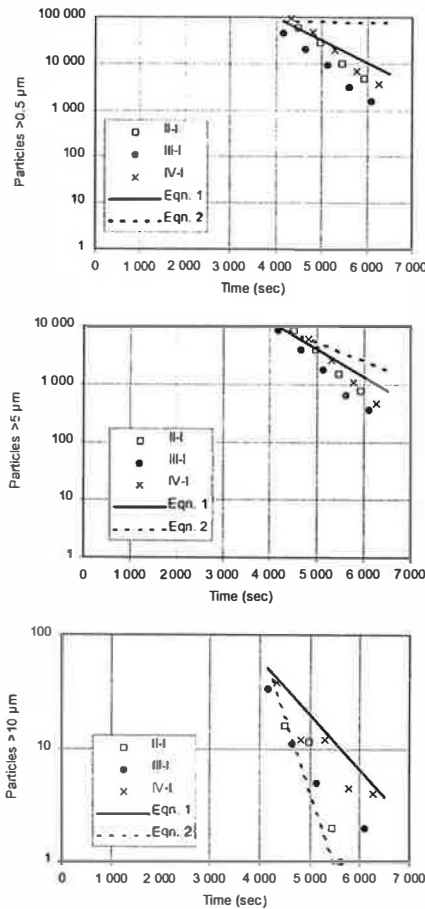 Particles >0.5 µm
100 000
10 000
1 000
100
10
1
II-I
III-I
IV-I
Eqn. 1
Eqn. 2
0 1 000 2 000 3 000 4 000 5 000 6 000 7 000
Time (sec)
Particles >5 µm
10 000
1 000
100
10
1
II-I
III-I
IV-I
Eqn. 1
Eqn. 2
0 1 000 2 000 3 000 4 000 5 000 6 000 7000
Time (sec)
Particles >10 µm
100
10
1
II-I
III-I
IV-I
Eqn. 1
Eqn. 2
0 1 000 2 000 3 000 4 000 5 000 6 000 7 000
Time (sec)